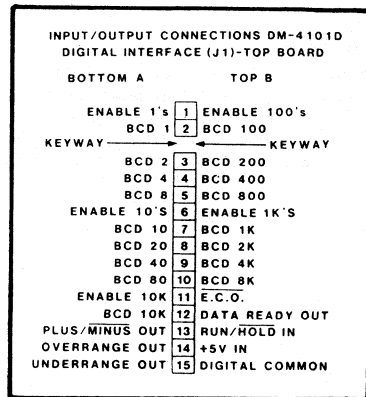 INPUT/OUTPUT CONNECTIONS DM-4101D
DIGITAL INTERFACE (J1)-TOP BOARD
BOTTOM A TOP B
ENABLE 1's 1 ENABLE 100's
BCD 1 2 BCD 100
KEYWAY KEYWAY
BCD 2 3 BCD 200
BCD 4 4 BCD 400
BCD 8 5 BCD 800
ENABLE 10'S 6 ENABLE 1K'S
BCD 10 7 BCD 1K
BCD 20 8 BCD 2K
BCD 40 9 BCD 4K
BCD 80 10 BCD 8K
ENABLE 10K 11 E.C.O.
BCD 10K 12 DATA READY OUT
PLUS/MINUS OUT 13 RUN/HOLD IN
OVERRANGE OUT 14 +5V IN
UNDERRANGE OUT 15 DIGITAL COMMON